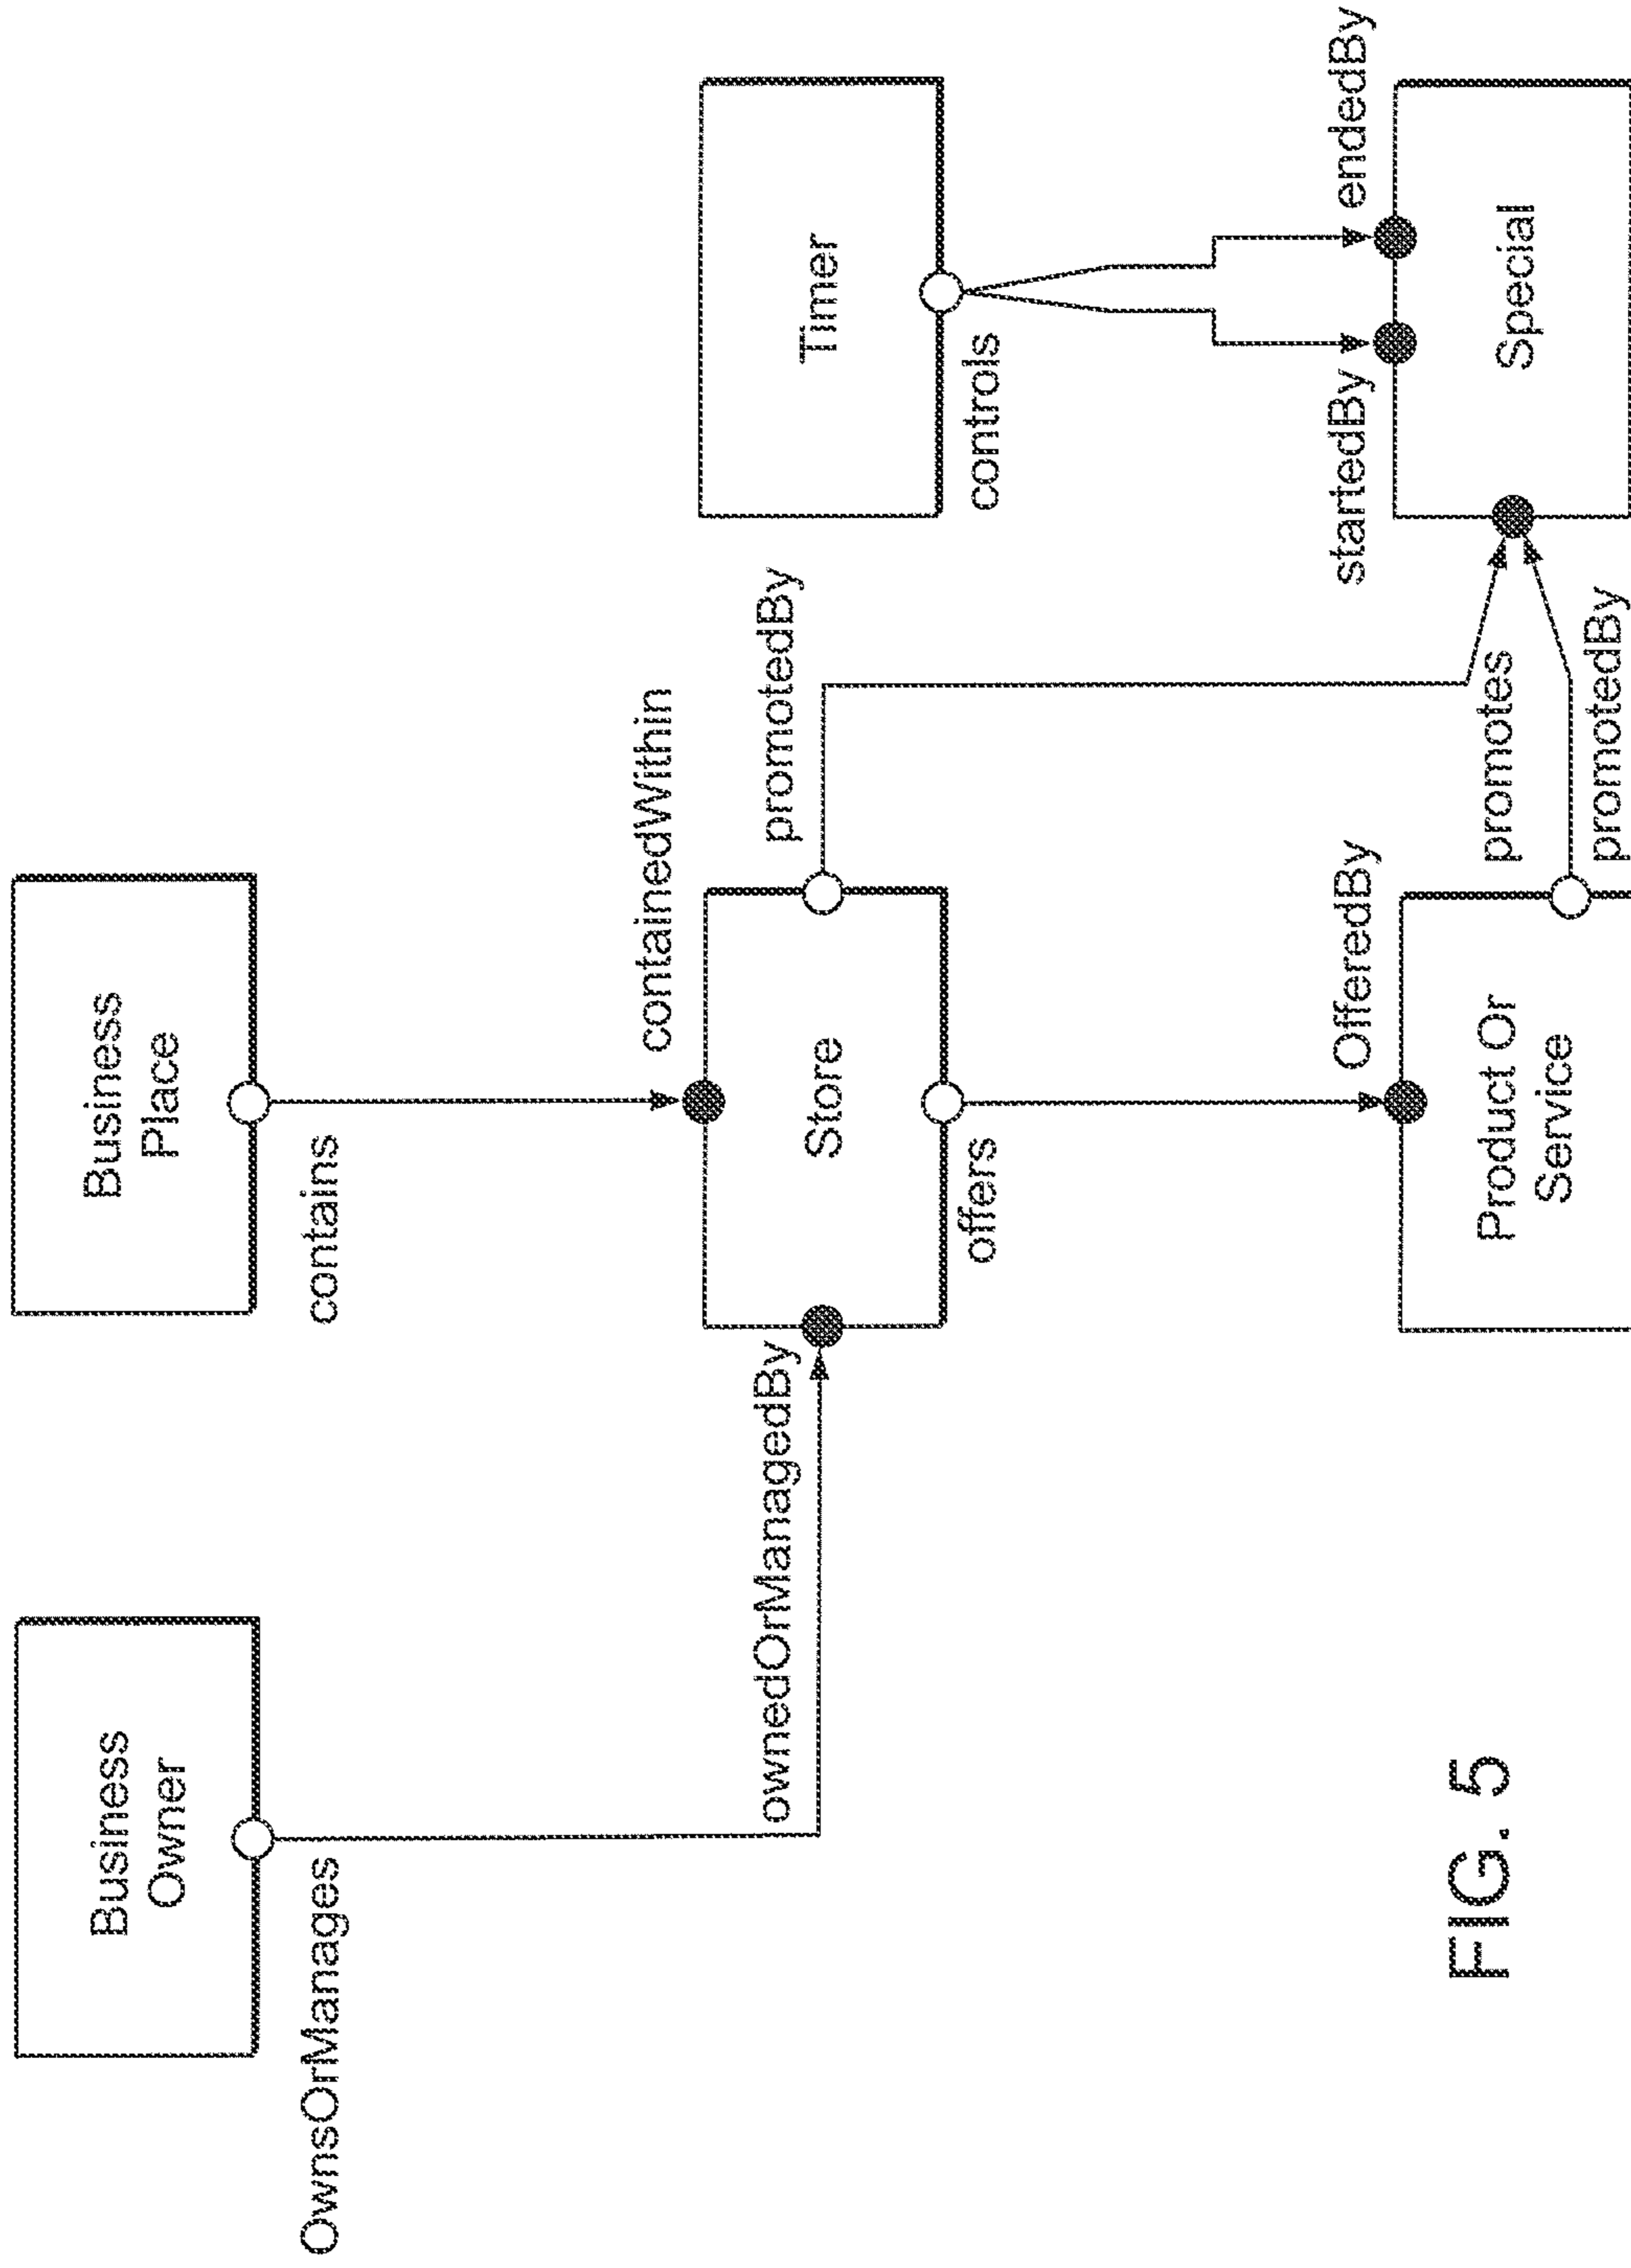 Business
Owner
OwnsOrManages
Business
Place
contains
ownedOrManagedBy
containedWithin
Store
promotedBy
offers
Timer
controls
OfferedBy
Product Or
Service
promotes
promotedBy
startedBy
endedBy
Special
FIG. 5